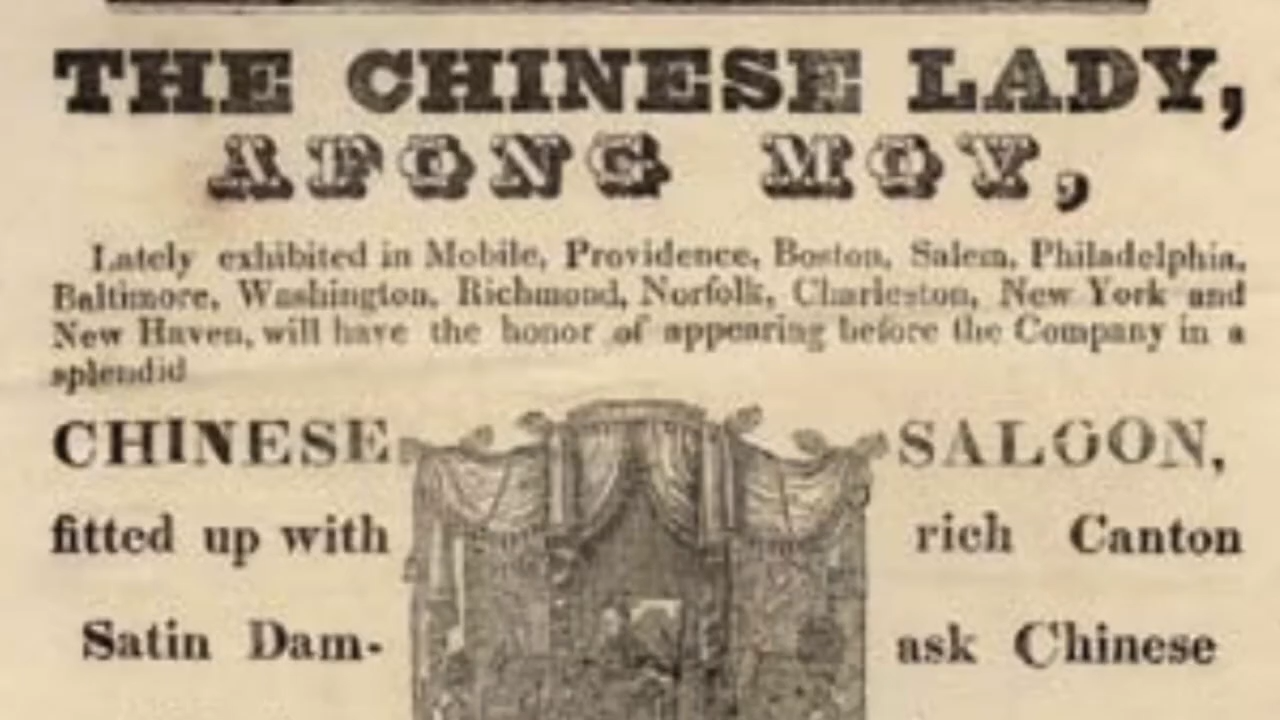 THE CHINESE LADY,
AFONG MOY,
Lately exhibited in Mobile, Providence, Boston, Salem, Philadelphia,
Baltimore, Washington, Richmond, Norfolk, Charleston, New York and
New Haven, will have the honor of appearing before the Company in a
splendid
CHINESE SALOON,
fitted up with rich Canton
Satin Dam- ask Chinese